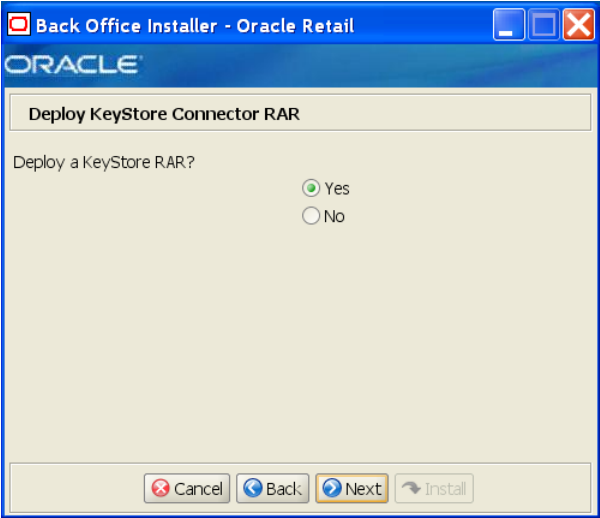 Back Office Installer - Oracle Retail
ORACLE
Deploy KeyStore Connector RAR
Deploy a KeyStore RAR?
Yes
No
Cancel Back Next Install